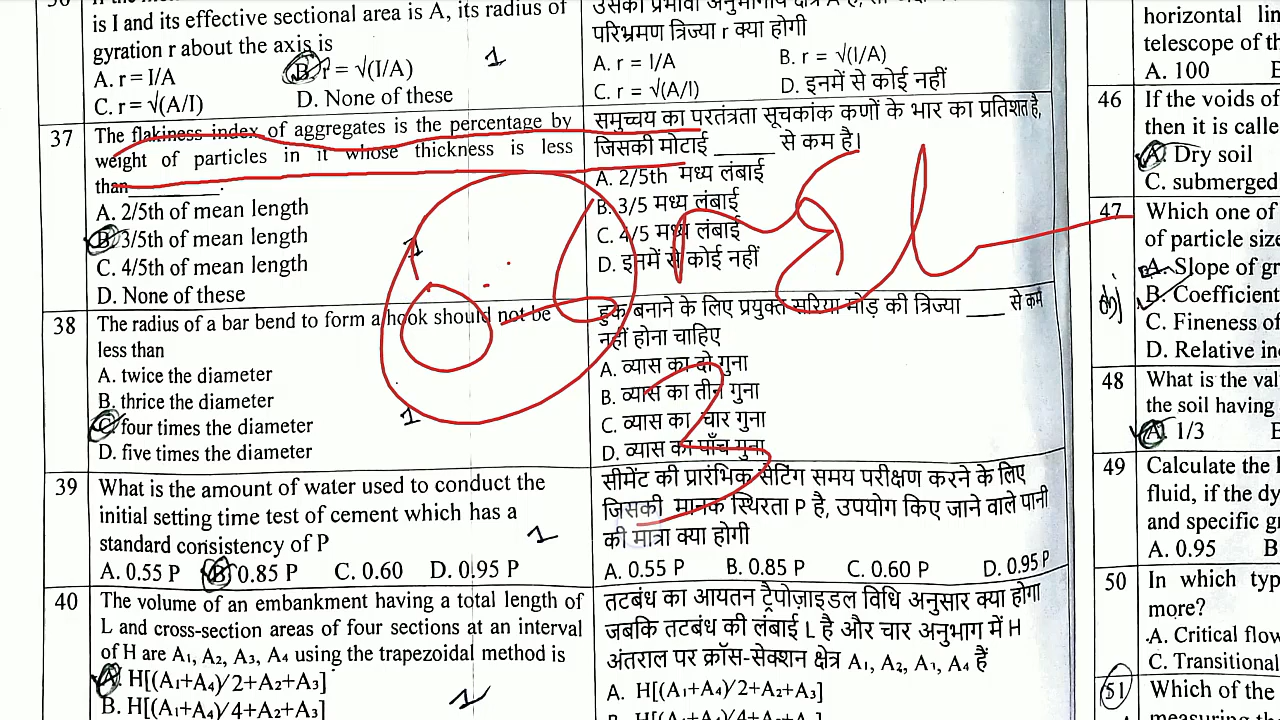 36
is I and its effective sectional area is A, its radius of
gyration r about the axis is
A. r = I/A
B. r = √(I/A)
1
C. r = √(A/I)
D. None of these
परिभ्रमण त्रिज्या r क्या होगी
A. r = I/A
B. r = √(I/A)
C. r = √(A/I)
D. इनमें से कोई नहीं
37
The flakiness index of aggregates is the percentage by
weight of particles in it whose thickness is less
than________.
A. 2/5th of mean length
B. 3/5th of mean length
1
C. 4/5th of mean length
D. None of these
समुच्चय का परतंत्रता सूचकांक कणों के भार का प्रतिशत है,
जिसकी मोटाई ______ से कम है।
A. 2/5th मध्य लंबाई
B. 3/5 मध्य लंबाई
C. 4/5 मध्य लंबाई
D. इनमें से कोई नहीं
38
The radius of a bar bend to form a hook should not be
less than
A. twice the diameter
B. thrice the diameter
1
C. four times the diameter
D. five times the diameter
हुक बनाने के लिए प्रयुक्त सरिया मोड़ की त्रिज्या ____ से कम
नहीं होना चाहिए
A. व्यास का दो गुना
B. व्यास का तीन गुना
C. व्यास का चार गुना
D. व्यास का पाँच गुना
39
What is the amount of water used to conduct the
initial setting time test of cement which has a
standard consistency of P
1
A. 0.55 P B. 0.85 P C. 0.60 D. 0.95 P
सीमेंट की प्रारंभिक सेटिंग समय परीक्षण करने के लिए
जिसकी मानक स्थिरता P है, उपयोग किए जाने वाले पानी
की मात्रा क्या होगी
A. 0.55 P B. 0.85 P C. 0.60 P D. 0.95 P
40
The volume of an embankment having a total length of
L and cross-section areas of four sections at an interval
of H are A₁, A₂, A₃, A₄ using the trapezoidal method is
A. H[(A₁+A₄)/2+A₂+A₃]
1
B. H[(A₁+A₄)/4+A₂+A₃]
तटबंध का आयतन ट्रैपोज़ाइडल विधि अनुसार क्या होगा
जबकि तटबंध की लंबाई L है और चार अनुभाग में H
अंतराल पर क्रॉस-सेक्शन क्षेत्र A₁, A₂, A₃, A₄ हैं
A. H[(A₁+A₄)/2+A₂+A₃]
horizontal lin
telescope of th
A. 100
46
If the voids of
then it is calle
A. Dry soil
C. submerged
47
Which one of
of particle size
A. Slope of gr
B. Coefficient
C. Fineness of
D. Relative in
48
What is the val
the soil having
A. 1/3
49
Calculate the
fluid, if the dy
and specific g
A. 0.95 B
50
In which typ
more?
A. Critical flow
C. Transitional
51
Which of the